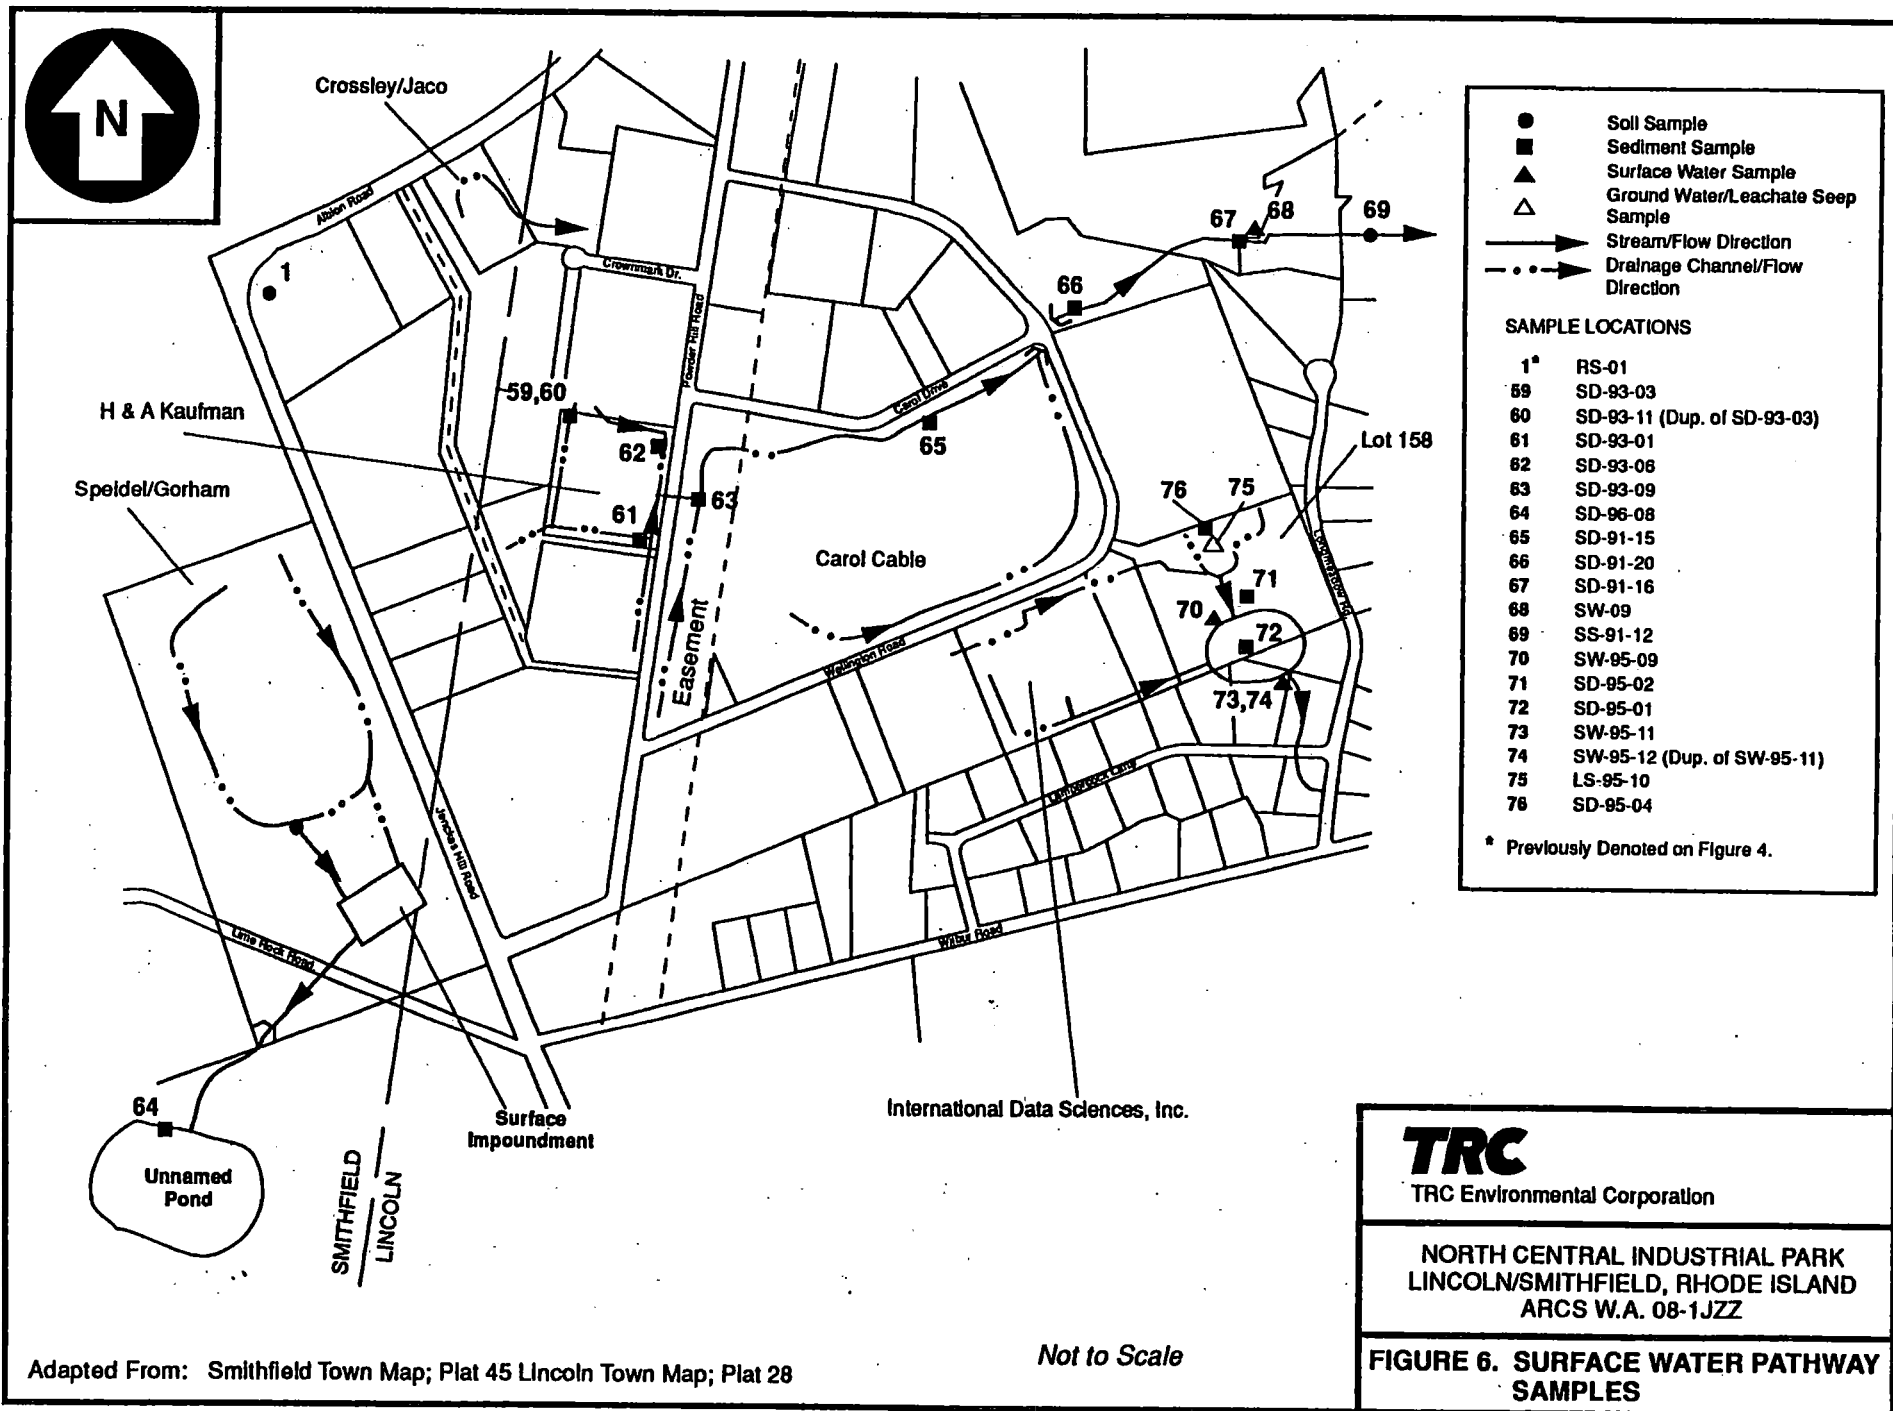 N
Crossley/Jaco
Albion Road
1
Crownmark Dr.
Powder Hill Road
59,60
H & A Kaufman
62
Speidel/Gorham
61
63
Carol Drive
65
66
67
68
69
Carol Cable
Easement
Wellington Road
76
75
Lot 158
Longmeadow Rd.
71
70
72
73,74
Jenckes Hill Road
Lime Rock Road
Wilbur Road
International Data Sciences, Inc.
Surface
Impoundment
64
Unnamed
Pond
SMITHFIELD
LINCOLN
Soil Sample
Sediment Sample
Surface Water Sample
Ground Water/Leachate Seep
Sample
Stream/Flow Direction
Drainage Channel/Flow
Direction
SAMPLE LOCATIONS
1* RS-01
59 SD-93-03
60 SD-93-11 (Dup. of SD-93-03)
61 SD-93-01
62 SD-93-06
63 SD-93-09
64 SD-96-08
65 SD-91-15
66 SD-91-20
67 SD-91-16
68 SW-09
69 SS-91-12
70 SW-95-09
71 SD-95-02
72 SD-95-01
73 SW-95-11
74 SW-95-12 (Dup. of SW-95-11)
75 LS-95-10
76 SD-95-04
* Previously Denoted on Figure 4.
Adapted From: Smithfield Town Map; Plat 45 Lincoln Town Map; Plat 28
Not to Scale
TRC
TRC Environmental Corporation
NORTH CENTRAL INDUSTRIAL PARK
LINCOLN/SMITHFIELD, RHODE ISLAND
ARCS W.A. 08-1JZZ
FIGURE 6. SURFACE WATER PATHWAY
SAMPLES